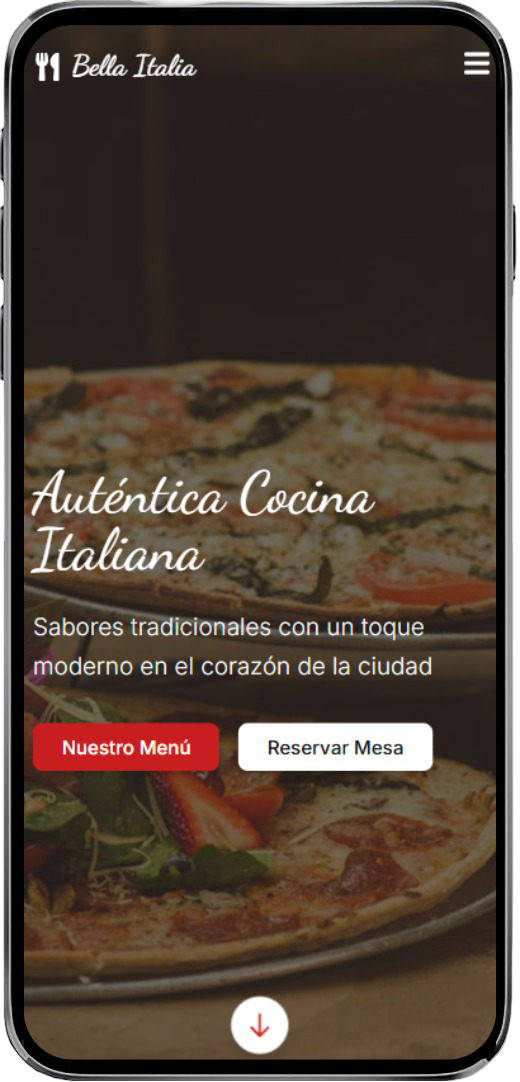 Bella Italia
Auténtica Cocina
Italiana
Sabores tradicionales con un toque
moderno en el corazón de la ciudad
Nuestro Menú
Reservar Mesa